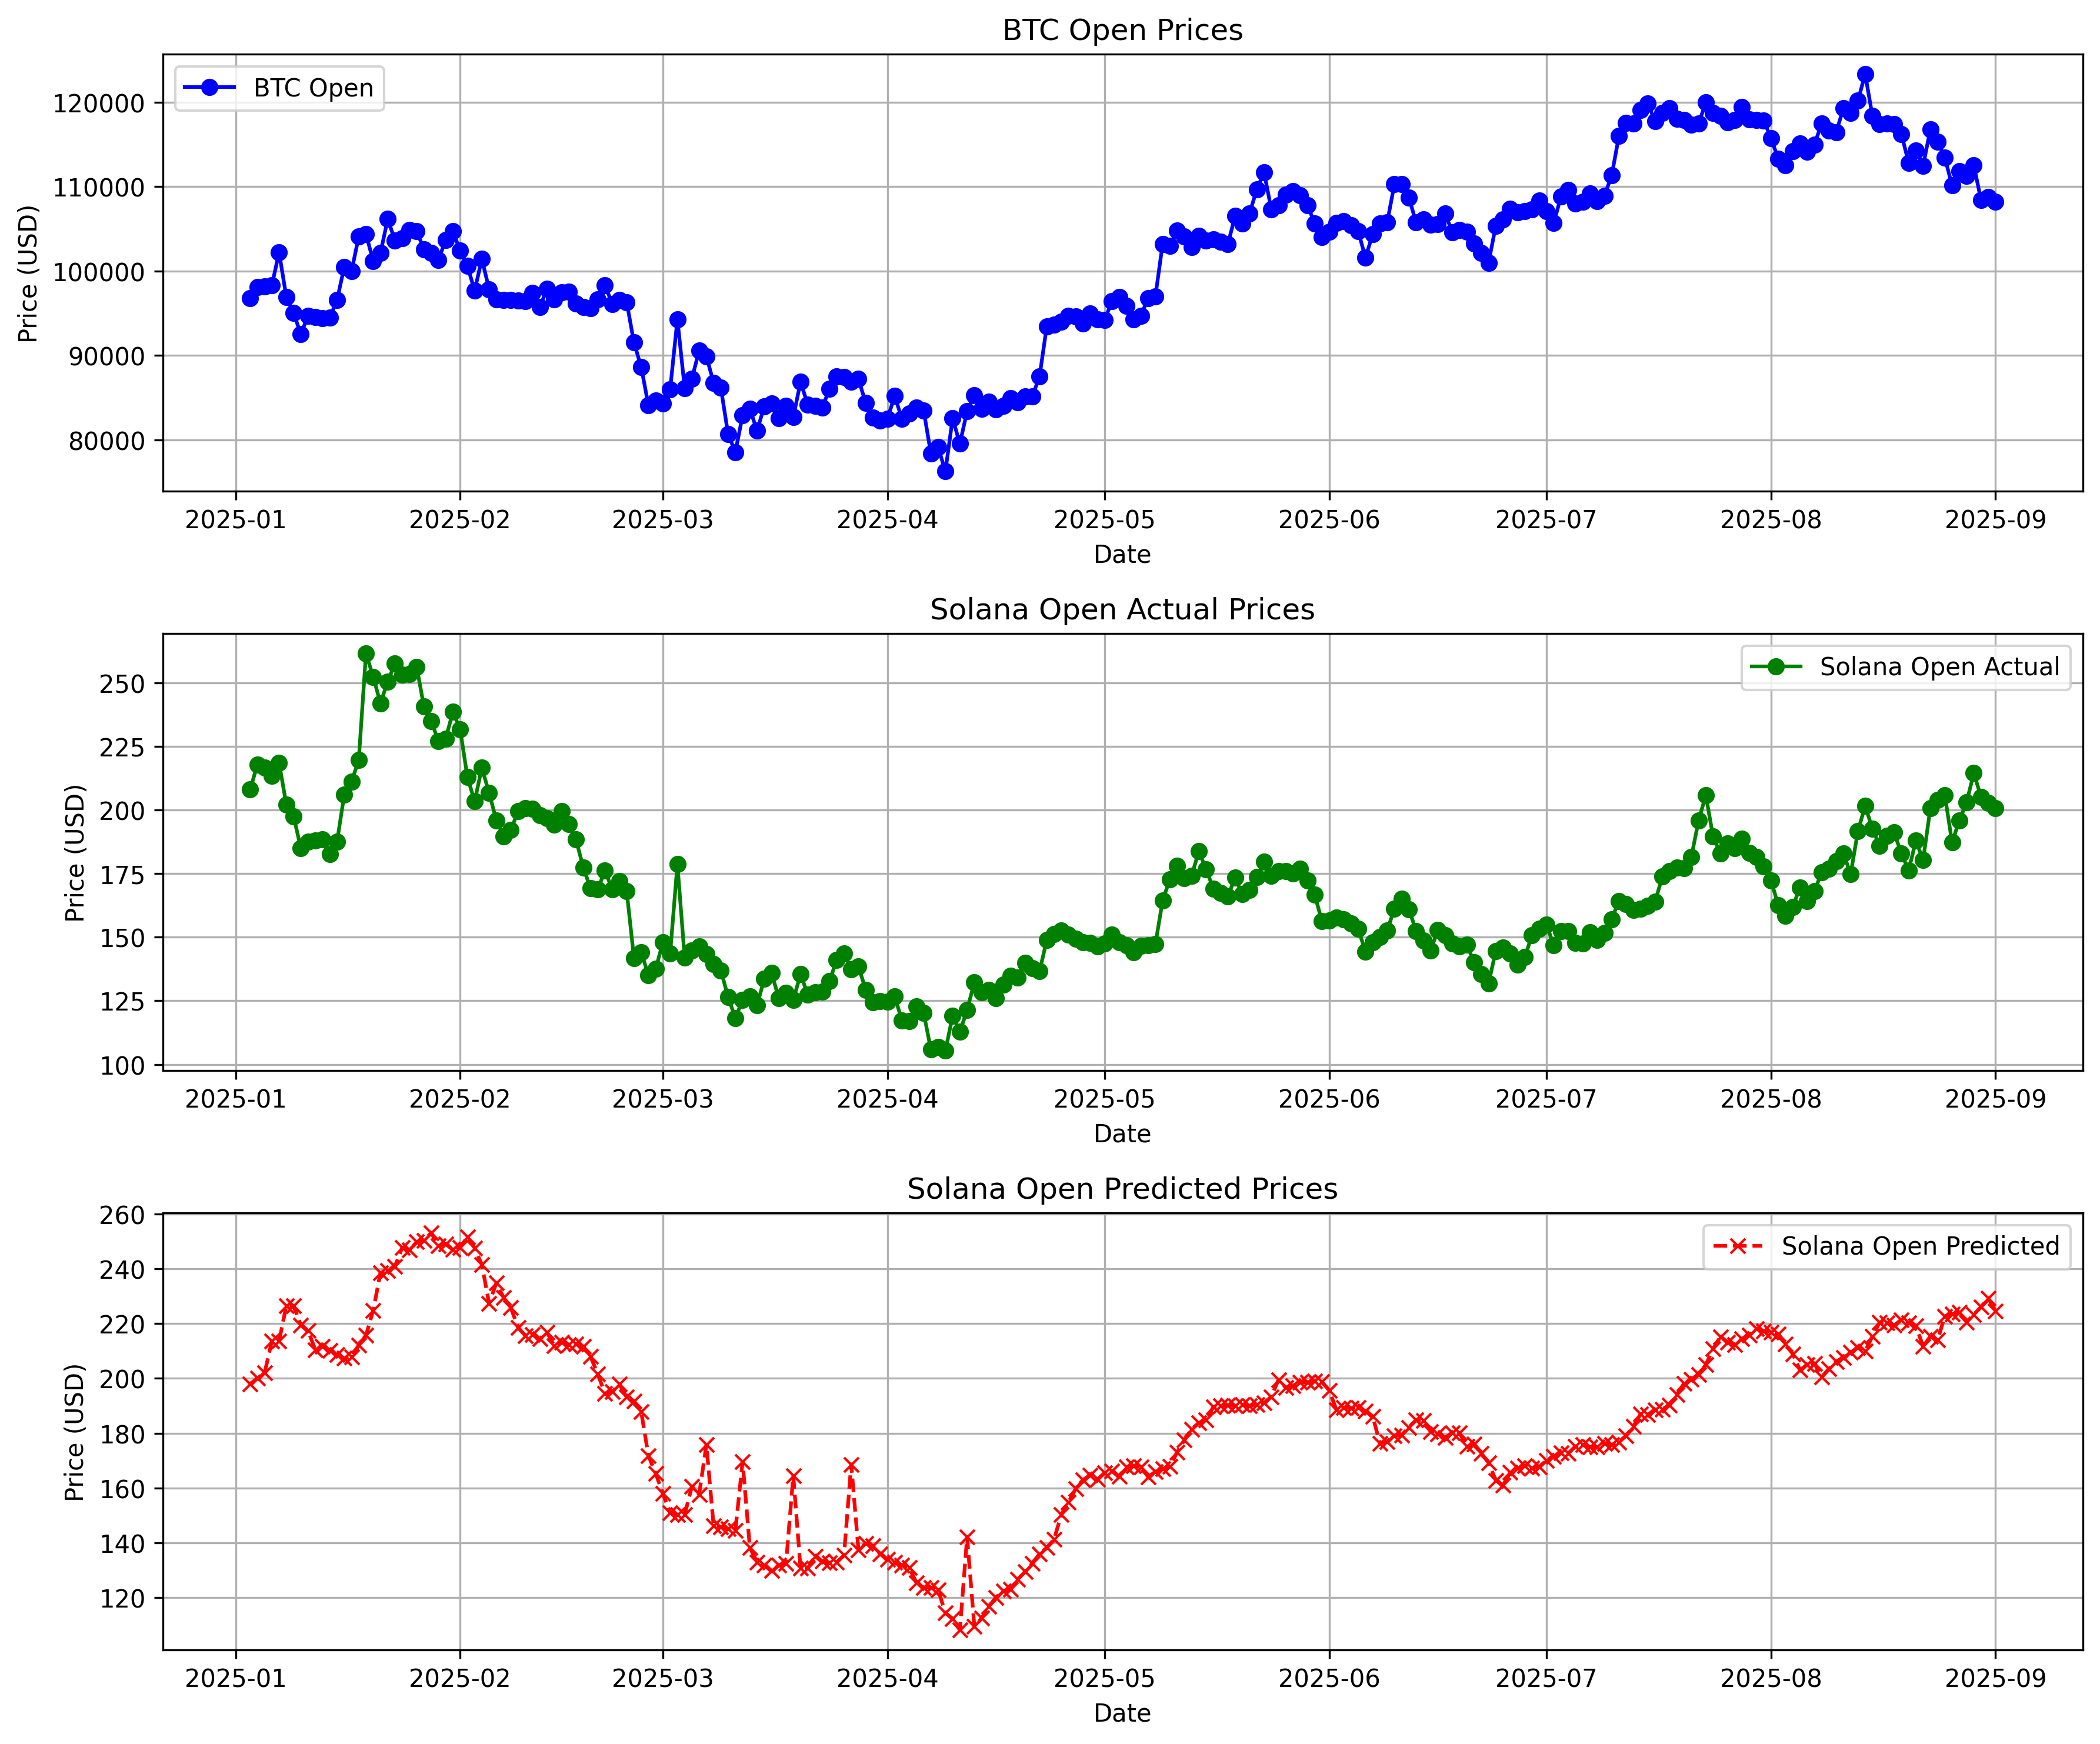 BTC Open Prices
BTC Open
120000
110000
100000
90000
80000
Price (USD)
2025-01 2025-02 2025-03 2025-04 2025-05 2025-06 2025-07 2025-08 2025-09
Date
Solana Open Actual Prices
Solana Open Actual
250
225
200
175
150
125
100
Price (USD)
2025-01 2025-02 2025-03 2025-04 2025-05 2025-06 2025-07 2025-08 2025-09
Date
Solana Open Predicted Prices
Solana Open Predicted
260
240
220
200
180
160
140
120
Price (USD)
2025-01 2025-02 2025-03 2025-04 2025-05 2025-06 2025-07 2025-08 2025-09
Date